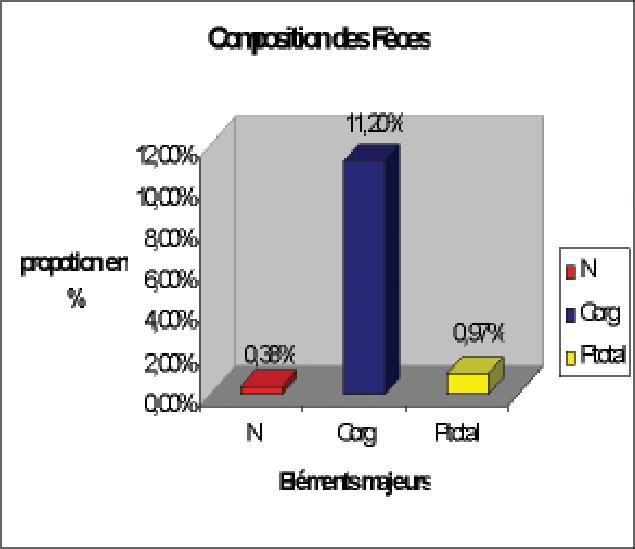 Composition des Fèces
11,20%
12,00%
10,00%
8,00%
6,00%
4,00%
2,00%
0,00%
propotion en
%
0,38%
0,97%
N
Corg
Ptotal
N
Corg
Ptotal
Eléments majeurs